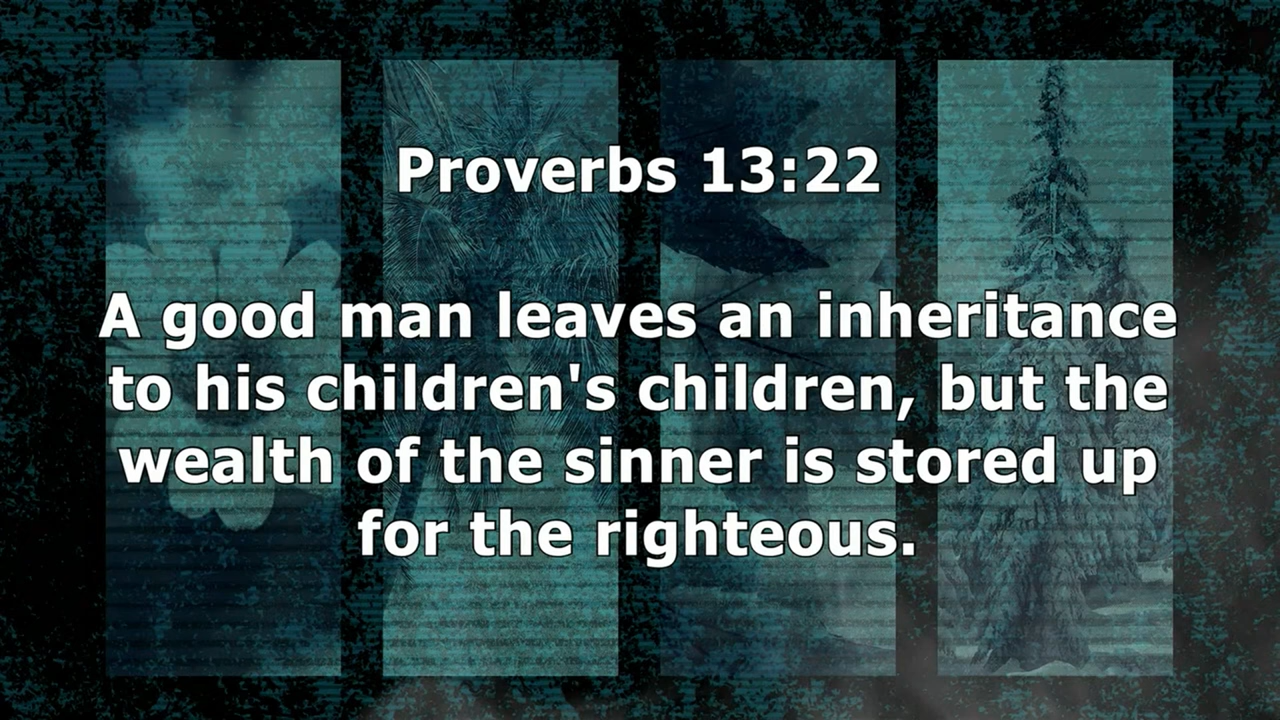 Proverbs 13:22
A good man leaves an inheritance
to his children's children, but the
wealth of the sinner is stored up
for the righteous.